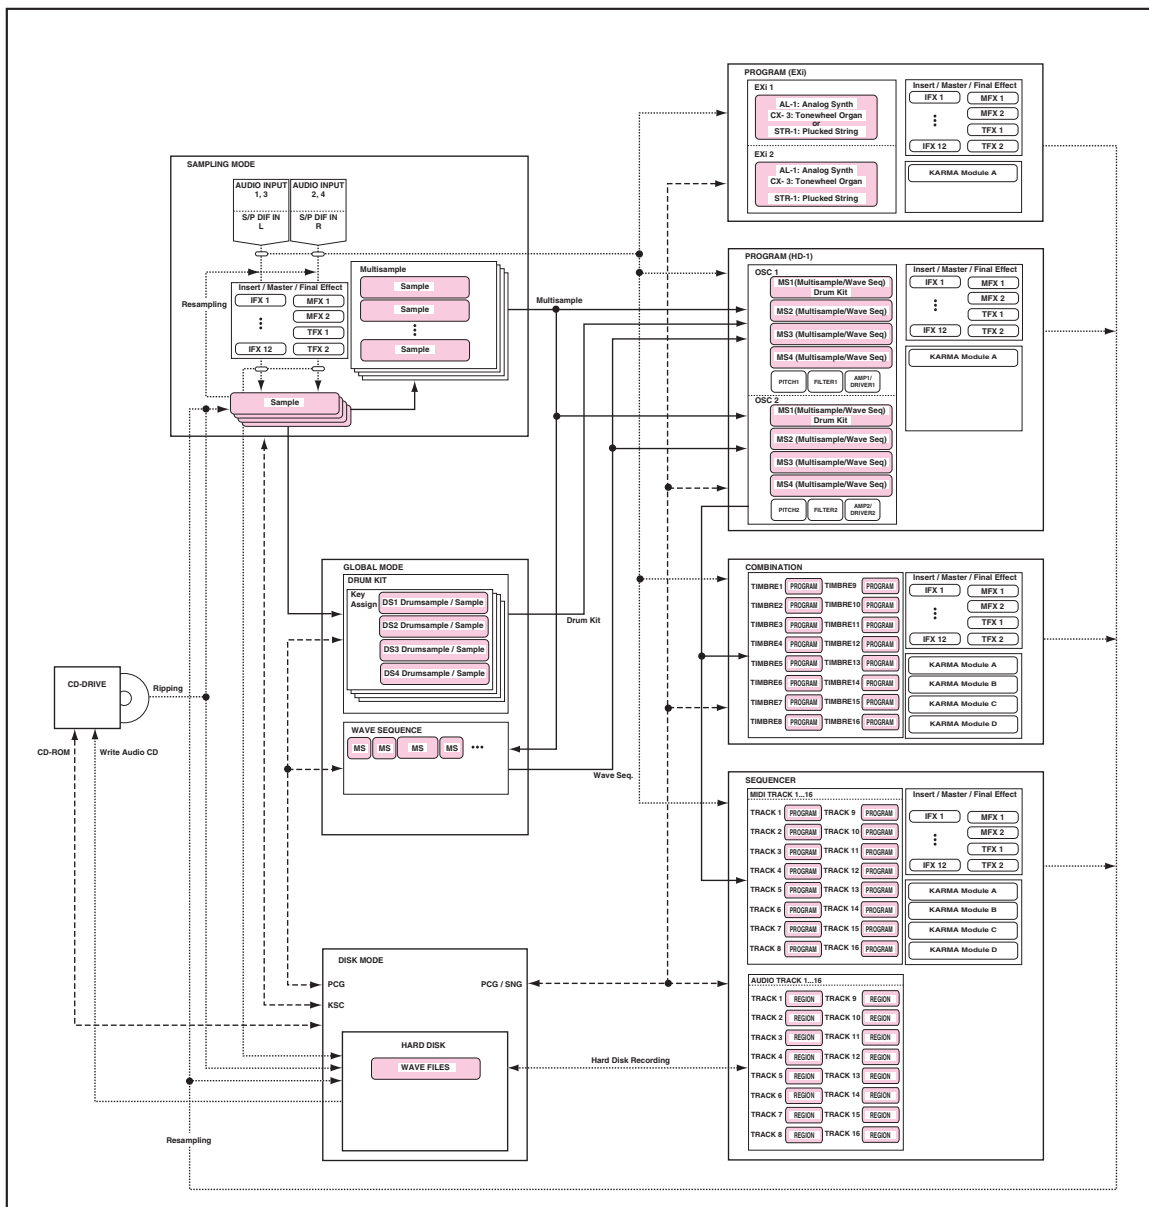 SAMPLING MODE
AUDIO INPUT
1, 3
AUDIO INPUT
2, 4
S/P DIF IN
L
S/P DIF IN
R
Resampling
Insert / Master / Final Effect
IFX 1
MFX 1
MFX 2
TFX 1
IFX 12
TFX 2
Sample
Multisample
Sample
Sample
Sample
Multisample
GLOBAL MODE
DRUM KIT
Key
Assign
DS1 Drumsample / Sample
DS2 Drumsample / Sample
DS3 Drumsample / Sample
DS4 Drumsample / Sample
Drum Kit
WAVE SEQUENCE
MS
MS
MS
MS
Wave Seq.
CD-DRIVE
Ripping
CD-ROM
Write Audio CD
DISK MODE
PCG
PCG / SNG
KSC
HARD DISK
WAVE FILES
Hard Disk Recording
Resampling
PROGRAM (EXi)
EXi 1
AL-1: Analog Synth
CX- 3: Tonewheel Organ
or
STR-1: Plucked String
EXi 2
AL-1: Analog Synth
CX- 3: Tonewheel Organ
STR-1: Plucked String
Insert / Master / Final Effect
IFX 1
MFX 1
MFX 2
TFX 1
IFX 12
TFX 2
KARMA Module A
PROGRAM (HD-1)
OSC 1
MS1(Multisample/Wave Seq)
Drum Kit
MS2 (Multisample/Wave Seq)
MS3 (Multisample/Wave Seq)
MS4 (Multisample/Wave Seq)
PITCH1
FILTER1
AMP1/
DRIVER1
OSC 2
MS1(Multisample/Wave Seq)
Drum Kit
MS2 (Multisample/Wave Seq)
MS3 (Multisample/Wave Seq)
MS4 (Multisample/Wave Seq)
PITCH2
FILTER2
AMP2/
DRIVER2
Insert / Master / Final Effect
IFX 1
MFX 1
MFX 2
TFX 1
IFX 12
TFX 2
KARMA Module A
COMBINATION
TIMBRE1 PROGRAM TIMBRE9 PROGRAM
TIMBRE2 PROGRAM TIMBRE10 PROGRAM
TIMBRE3 PROGRAM TIMBRE11 PROGRAM
TIMBRE4 PROGRAM TIMBRE12 PROGRAM
TIMBRE5 PROGRAM TIMBRE13 PROGRAM
TIMBRE6 PROGRAM TIMBRE14 PROGRAM
TIMBRE7 PROGRAM TIMBRE15 PROGRAM
TIMBRE8 PROGRAM TIMBRE16 PROGRAM
Insert / Master / Final Effect
IFX 1
MFX 1
MFX 2
TFX 1
IFX 12
TFX 2
KARMA Module A
KARMA Module B
KARMA Module C
KARMA Module D
SEQUENCER
MIDI TRACK 1...16
TRACK 1 PROGRAM TRACK 9 PROGRAM
TRACK 2 PROGRAM TRACK 10 PROGRAM
TRACK 3 PROGRAM TRACK 11 PROGRAM
TRACK 4 PROGRAM TRACK 12 PROGRAM
TRACK 5 PROGRAM TRACK 13 PROGRAM
TRACK 6 PROGRAM TRACK 14 PROGRAM
TRACK 7 PROGRAM TRACK 15 PROGRAM
TRACK 8 PROGRAM TRACK 16 PROGRAM
Insert / Master / Final Effect
IFX 1
MFX 1
MFX 2
TFX 1
IFX 12
TFX 2
KARMA Module A
KARMA Module B
KARMA Module C
KARMA Module D
AUDIO TRACK 1...16
TRACK 1 REGION TRACK 9 REGION
TRACK 2 REGION TRACK 10 REGION
TRACK 3 REGION TRACK 11 REGION
TRACK 4 REGION TRACK 12 REGION
TRACK 5 REGION TRACK 13 REGION
TRACK 6 REGION TRACK 14 REGION
TRACK 7 REGION TRACK 15 REGION
TRACK 8 REGION TRACK 16 REGION